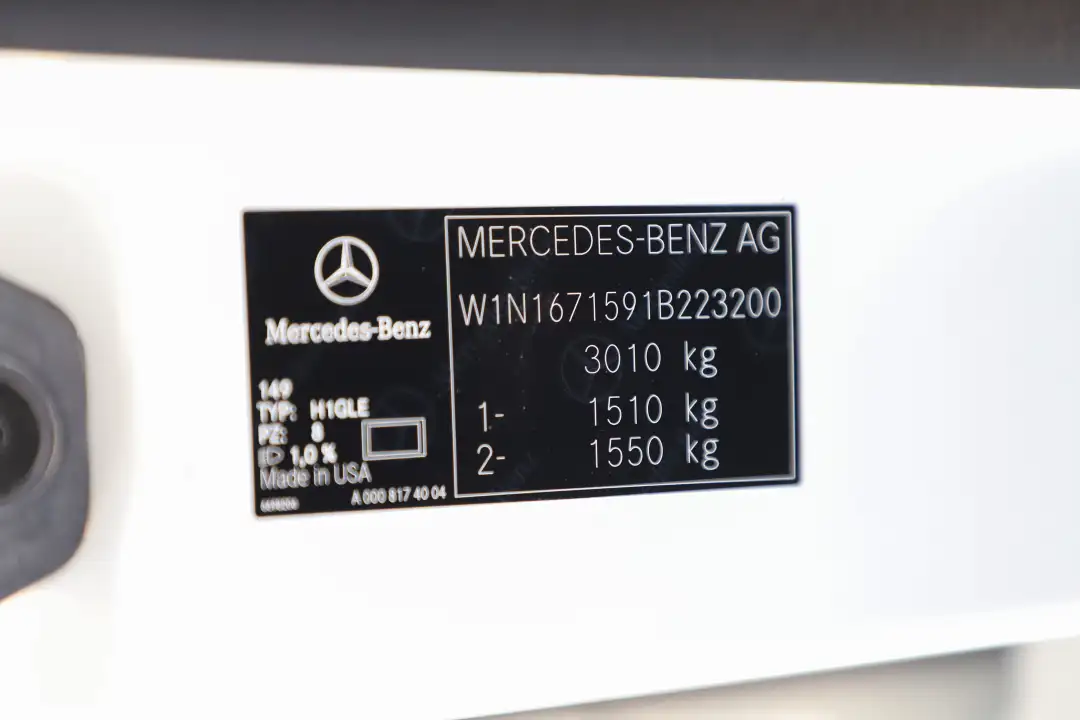 Mercedes-Benz
149
TYP: H1GLE
PZ: 8
1,0 %
Made in USA
A 000 817 40 04
MERCEDES-BENZ AG
W1N1671591B223200
3010 kg
1- 1510 kg
2- 1550 kg